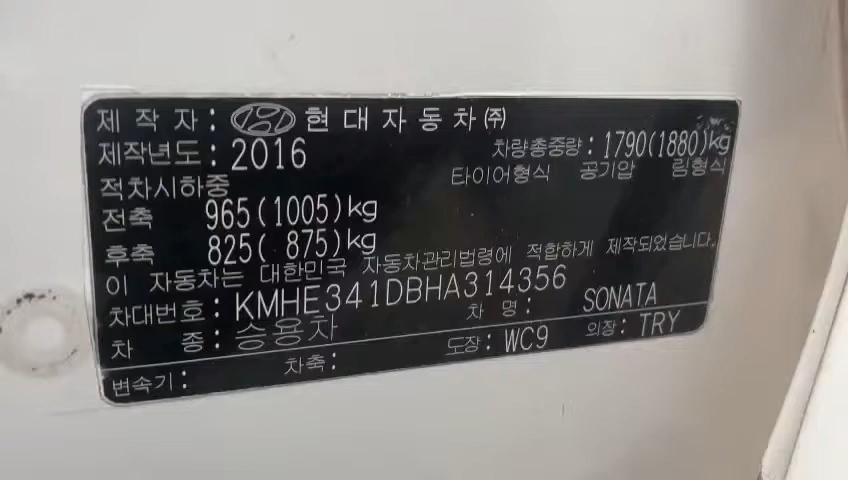 제 작 자 : HYUNDAI 현대자동차㈜
제작년도 : 2016 차량총중량 : 1790(1880)kg
적차시하중 타이어형식 공기압 림형식
전축 965(1005)kg
후축 825( 875)kg
이 자동차는 대한민국 자동차관리법령에 적합하게 제작되었습니다.
차대번호 : KMHE341DBHA314356
차 종 : 승용차 차 명 : SONATA
변속기 : 차축 : 도장 : WC9 의장 : TRY